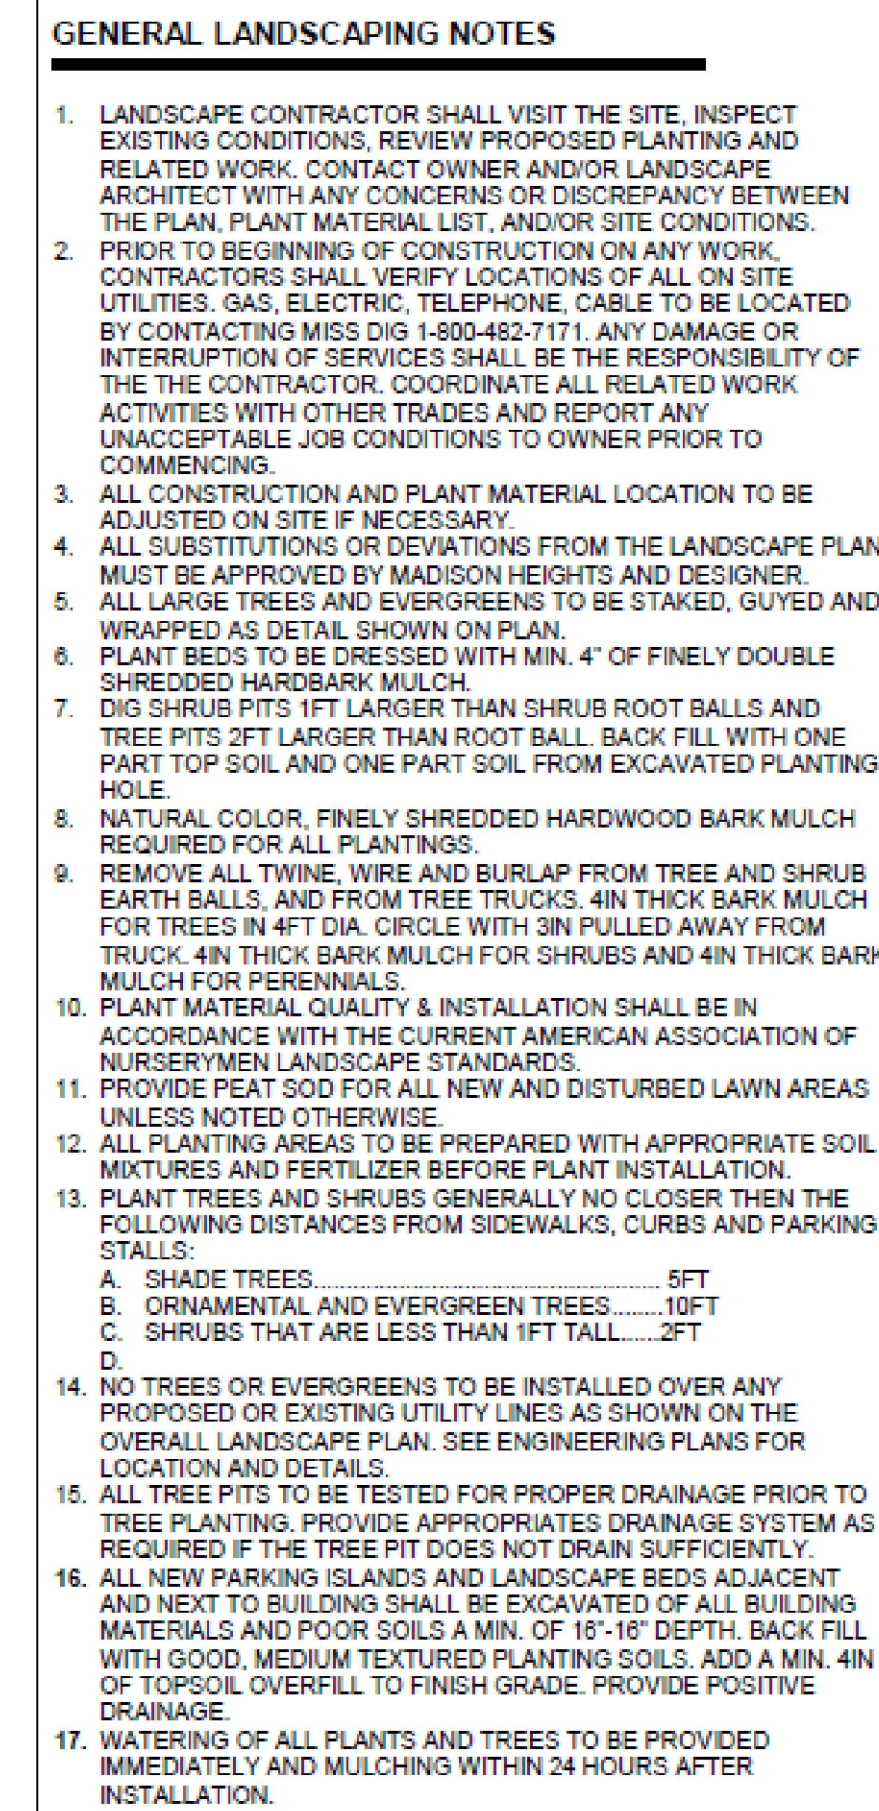 GENERAL LANDSCAPING NOTES
1. LANDSCAPE CONTRACTOR SHALL VISIT THE SITE, INSPECT
EXISTING CONDITIONS, REVIEW PROPOSED PLANTING AND
RELATED WORK. CONTACT OWNER AND/OR LANDSCAPE
ARCHITECT WITH ANY CONCERNS OR DISCREPANCY BETWEEN
THE PLAN, PLANT MATERIAL LIST, AND/OR SITE CONDITIONS.
2. PRIOR TO BEGINNING OF CONSTRUCTION ON ANY WORK,
CONTRACTORS SHALL VERIFY LOCATIONS OF ALL ON SITE
UTILITIES. GAS, ELECTRIC, TELEPHONE, CABLE TO BE LOCATED
BY CONTACTING MISS DIG 1-800-482-7171. ANY DAMAGE OR
INTERRUPTION OF SERVICES SHALL BE THE RESPONSIBILITY OF
THE THE CONTRACTOR. COORDINATE ALL RELATED WORK
ACTIVITIES WITH OTHER TRADES AND REPORT ANY
UNACCEPTABLE JOB CONDITIONS TO OWNER PRIOR TO
COMMENCING.
3. ALL CONSTRUCTION AND PLANT MATERIAL LOCATION TO BE
ADJUSTED ON SITE IF NECESSARY.
4. ALL SUBSTITUTIONS OR DEVIATIONS FROM THE LANDSCAPE PLAN
MUST BE APPROVED BY MADISON HEIGHTS AND DESIGNER.
5. ALL LARGE TREES AND EVERGREENS TO BE STAKED, GUYED AND
WRAPPED AS DETAIL SHOWN ON PLAN.
6. PLANT BEDS TO BE DRESSED WITH MIN. 4" OF FINELY DOUBLE
SHREDDED HARDBARK MULCH.
7. DIG SHRUB PITS 1FT LARGER THAN SHRUB ROOT BALLS AND
TREE PITS 2FT LARGER THAN ROOT BALL. BACK FILL WITH ONE
PART TOP SOIL AND ONE PART SOIL FROM EXCAVATED PLANTING
HOLE.
8. NATURAL COLOR, FINELY SHREDDED HARDWOOD BARK MULCH
REQUIRED FOR ALL PLANTINGS.
9. REMOVE ALL TWINE, WIRE AND BURLAP FROM TREE AND SHRUB
EARTH BALLS, AND FROM TREE TRUCKS. 4IN THICK BARK MULCH
FOR TREES IN 4FT DIA. CIRCLE WITH 3IN PULLED AWAY FROM
TRUCK. 4IN THICK BARK MULCH FOR SHRUBS AND 4IN THICK BARK
MULCH FOR PERENNIALS.
10. PLANT MATERIAL QUALITY & INSTALLATION SHALL BE IN
ACCORDANCE WITH THE CURRENT AMERICAN ASSOCIATION OF
NURSERYMEN LANDSCAPE STANDARDS.
11. PROVIDE PEAT SOD FOR ALL NEW AND DISTURBED LAWN AREAS
UNLESS NOTED OTHERWISE.
12. ALL PLANTING AREAS TO BE PREPARED WITH APPROPRIATE SOIL
MIXTURES AND FERTILIZER BEFORE PLANT INSTALLATION.
13. PLANT TREES AND SHRUBS GENERALLY NO CLOSER THEN THE
FOLLOWING DISTANCES FROM SIDEWALKS, CURBS AND PARKING
STALLS:
A. SHADE TREES.................................................... 5FT
B. ORNAMENTAL AND EVERGREEN TREES........10FT
C. SHRUBS THAT ARE LESS THAN 1FT TALL......2FT
D.
14. NO TREES OR EVERGREENS TO BE INSTALLED OVER ANY
PROPOSED OR EXISTING UTILITY LINES AS SHOWN ON THE
OVERALL LANDSCAPE PLAN. SEE ENGINEERING PLANS FOR
LOCATION AND DETAILS.
15. ALL TREE PITS TO BE TESTED FOR PROPER DRAINAGE PRIOR TO
TREE PLANTING. PROVIDE APPROPRIATES DRAINAGE SYSTEM AS
REQUIRED IF THE TREE PIT DOES NOT DRAIN SUFFICIENTLY.
16. ALL NEW PARKING ISLANDS AND LANDSCAPE BEDS ADJACENT
AND NEXT TO BUILDING SHALL BE EXCAVATED OF ALL BUILDING
MATERIALS AND POOR SOILS A MIN. OF 16"-16" DEPTH. BACK FILL
WITH GOOD, MEDIUM TEXTURED PLANTING SOILS. ADD A MIN. 4IN
OF TOPSOIL OVERFILL TO FINISH GRADE. PROVIDE POSITIVE
DRAINAGE.
17. WATERING OF ALL PLANTS AND TREES TO BE PROVIDED
IMMEDIATELY AND MULCHING WITHIN 24 HOURS AFTER
INSTALLATION.